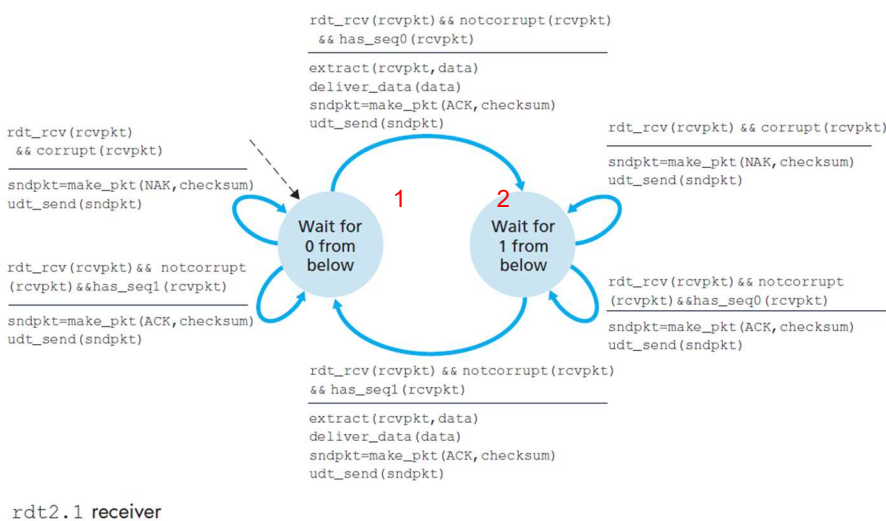 rdt_rcv(rcvpkt) && notcorrupt(rcvpkt)
&& has_seq0(rcvpkt)
extract(rcvpkt,data)
deliver_data(data)
sndpkt=make_pkt(ACK,checksum)
udt_send(sndpkt)
rdt_rcv(rcvpkt)
&& corrupt(rcvpkt)
sndpkt=make_pkt(NAK,checksum)
udt_send(sndpkt)
rdt_rcv(rcvpkt) && corrupt(rcvpkt)
sndpkt=make_pkt(NAK,checksum)
udt_send(sndpkt)
1
2
Wait for
0 from
below
Wait for
1 from
below
rdt_rcv(rcvpkt) && notcorrupt
(rcvpkt)&&has_seq1(rcvpkt)
sndpkt=make_pkt(ACK,checksum)
udt_send(sndpkt)
rdt_rcv(rcvpkt) && notcorrupt
(rcvpkt)&&has_seq0(rcvpkt)
sndpkt=make_pkt(ACK,checksum)
udt_send(sndpkt)
rdt_rcv(rcvpkt) && notcorrupt(rcvpkt)
&& has_seq1(rcvpkt)
extract(rcvpkt,data)
deliver_data(data)
sndpkt=make_pkt(ACK,checksum)
udt_send(sndpkt)
rdt2.1 receiver